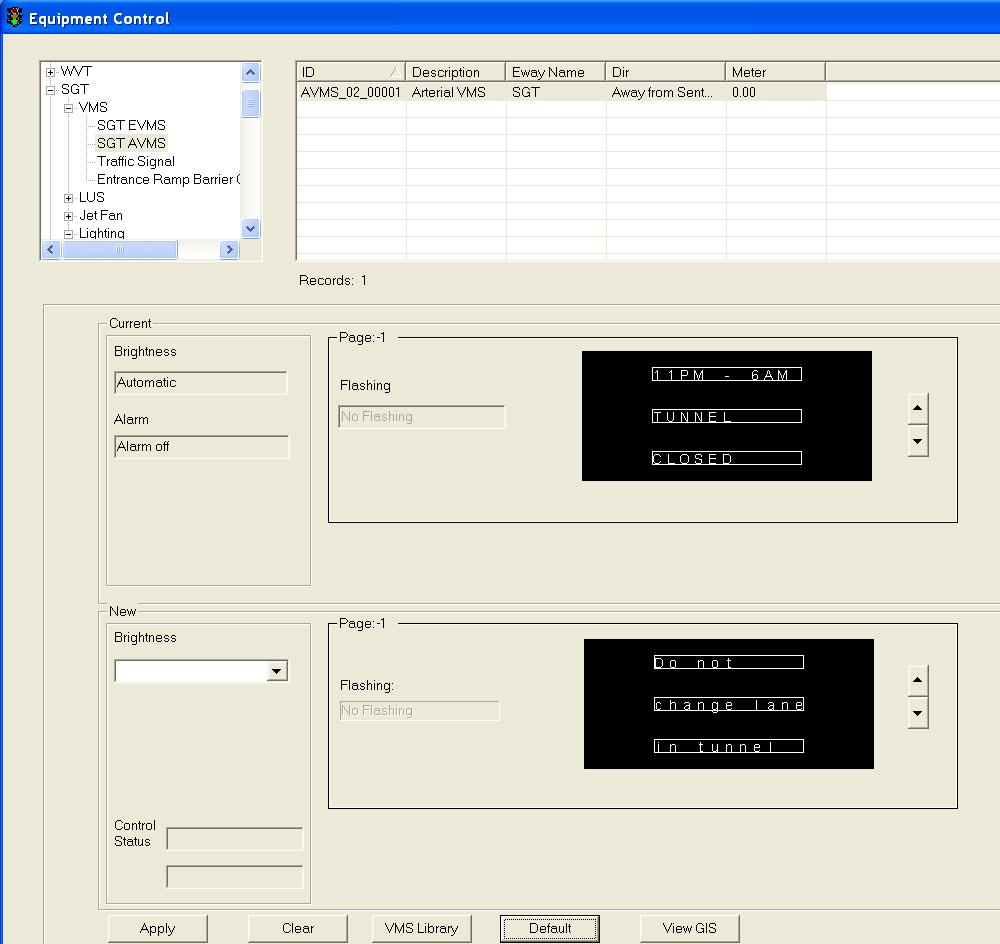 Equipment Control
WVT
SGT
VMS
SGT EVMS
SGT AVMS
Traffic Signal
Entrance Ramp Barrier
LUS
Jet Fan
Lighting
ID Description Eway Name Dir Meter
AVMS_02_00001 Arterial VMS SGT Away from Sent... 0.00
Records: 1
Current
Brightness
Automatic
Alarm
Alarm off
Page:-1
Flashing
No Flashing
11PM - 6AM
TUNNEL
CLOSED
New
Brightness
Control
Status
Page:-1
Flashing:
No Flashing
Do not
change lane
in tunnel
Apply Clear VMS Library Default View GIS